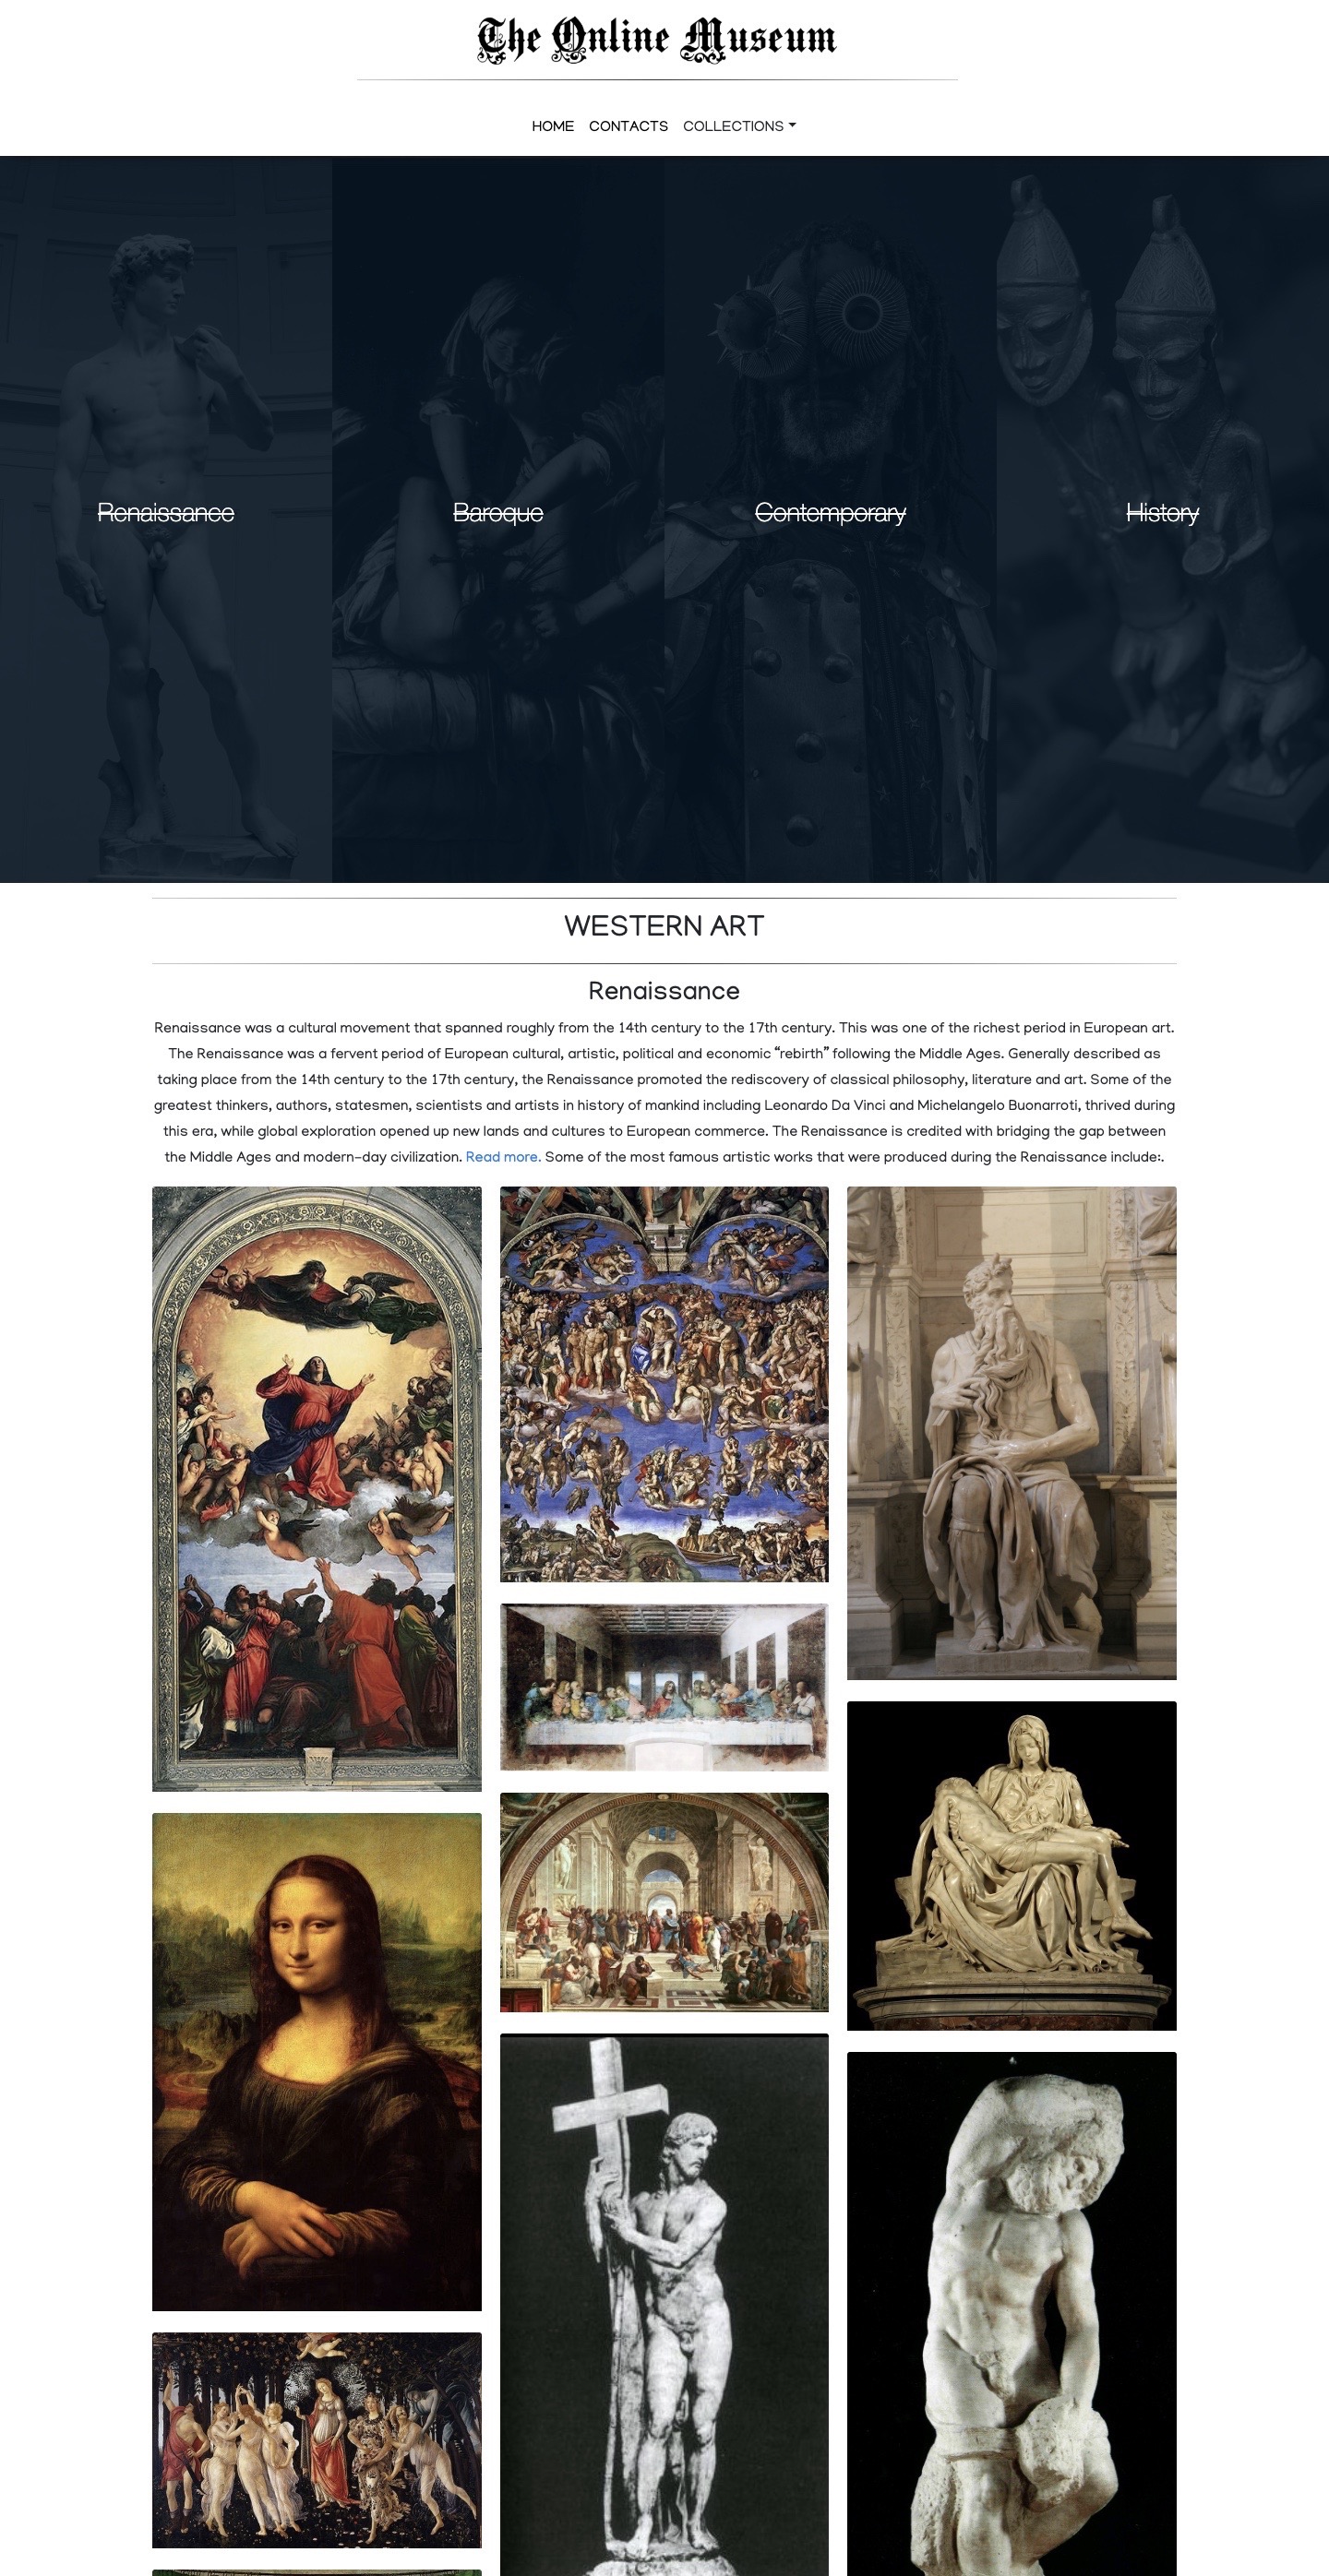 The Online Museum
HOME CONTACTS COLLECTIONS
Renaissance Baroque Contemporary History
WESTERN ART
Renaissance
Renaissance was a cultural movement that spanned roughly from the 14th century to the 17th century. This was one of the richest period in European art.
The Renaissance was a fervent period of European cultural, artistic, political and economic “rebirth” following the Middle Ages. Generally described as
taking place from the 14th century to the 17th century, the Renaissance promoted the rediscovery of classical philosophy, literature and art. Some of the
greatest thinkers, authors, statesmen, scientists and artists in history of mankind including Leonardo Da Vinci and Michelangelo Buonarroti, thrived during
this era, while global exploration opened up new lands and cultures to European commerce. The Renaissance is credited with bridging the gap between
the Middle Ages and modern-day civilization. Read more. Some of the most famous artistic works that were produced during the Renaissance include:.